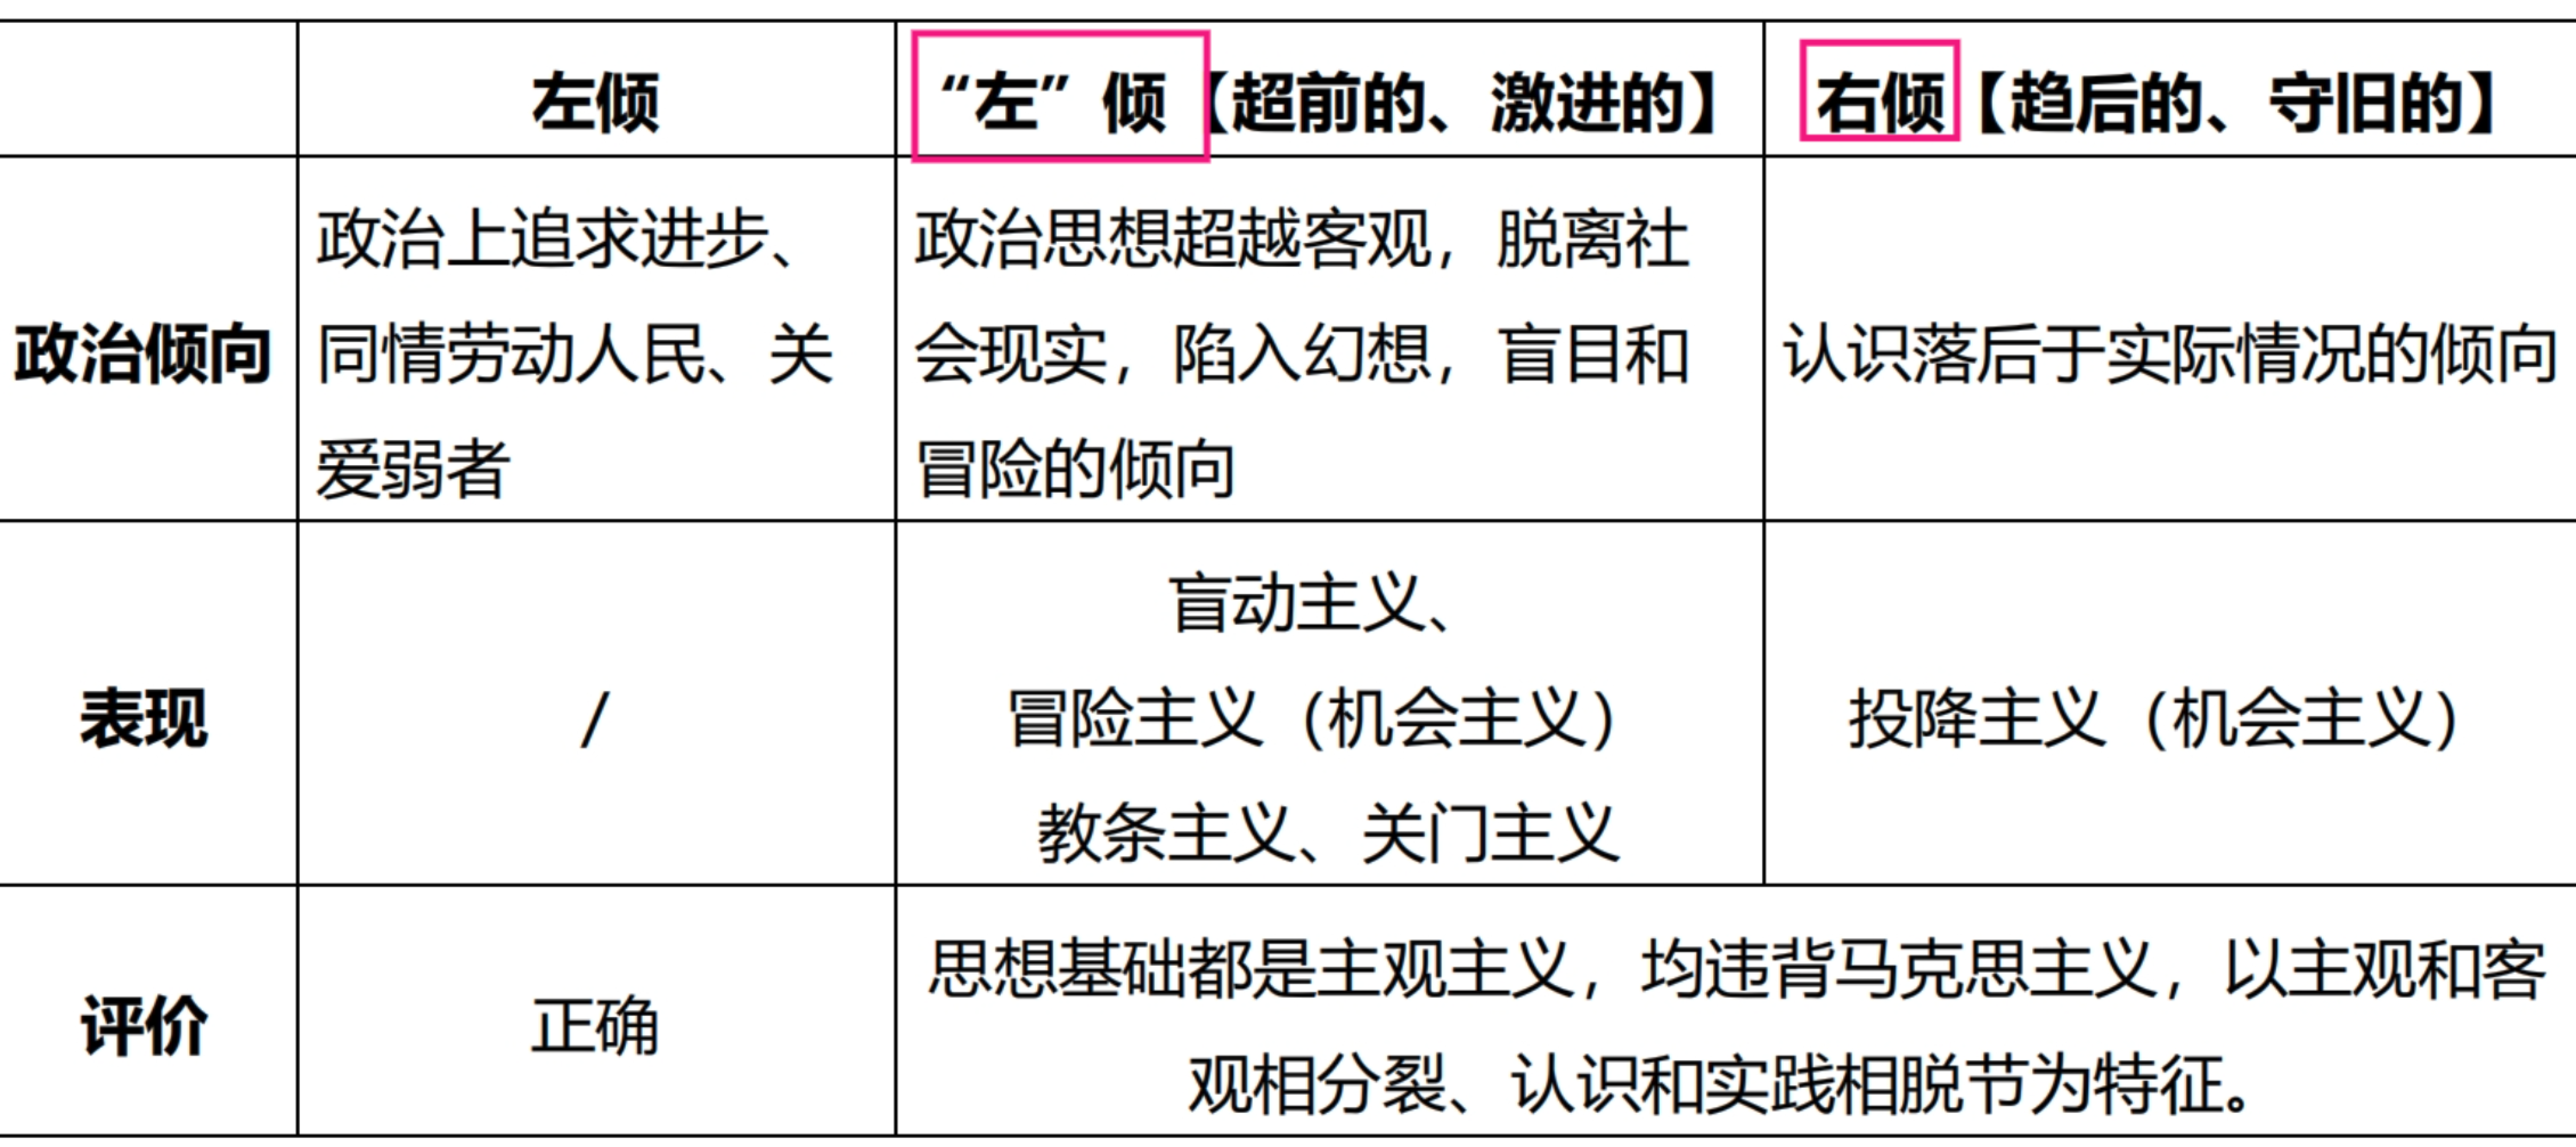 左倾
“左”倾【超前的、激进的】
右倾【趋后的、守旧的】
政治倾向
政治上追求进步、
同情劳动人民、关
爱弱者
政治思想超越客观，脱离社
会现实，陷入幻想，盲目和
冒险的倾向
认识落后于实际情况的倾向
表现
/
盲动主义、
冒险主义（机会主义）
教条主义、关门主义
投降主义（机会主义）
评价
正确
思想基础都是主观主义，均违背马克思主义，以主观和客
观相分裂、认识和实践相脱节为特征。